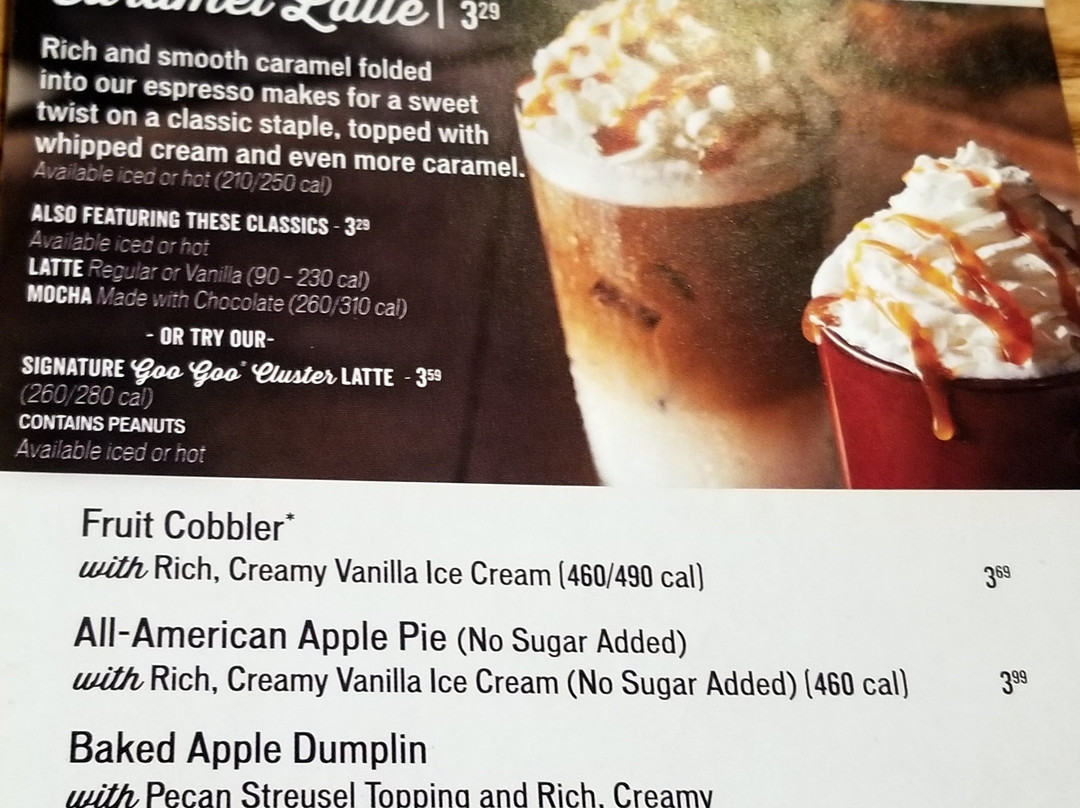 Caramel Latte | 3.29
Rich and smooth caramel folded
into our espresso makes for a sweet
twist on a classic staple, topped with
whipped cream and even more caramel.
Available iced or hot (210/250 cal)
ALSO FEATURING THESE CLASSICS - 3 29
Available iced or hot
LATTE Regular or Vanilla (90 - 230 cal)
MOCHA Made with Chocolate (260/310 cal)
- OR TRY OUR-
SIGNATURE Goo Goo Cluster LATTE - 3 59
(260/280 cal)
CONTAINS PEANUTS
Available iced or hot
Fruit Cobbler*
with Rich, Creamy Vanilla Ice Cream (460/490 cal) 3 69
All-American Apple Pie (No Sugar Added)
with Rich, Creamy Vanilla Ice Cream (No Sugar Added) (460 cal) 3 99
Baked Apple Dumplin
with Pecan Streusel Topping and Rich, Creamy